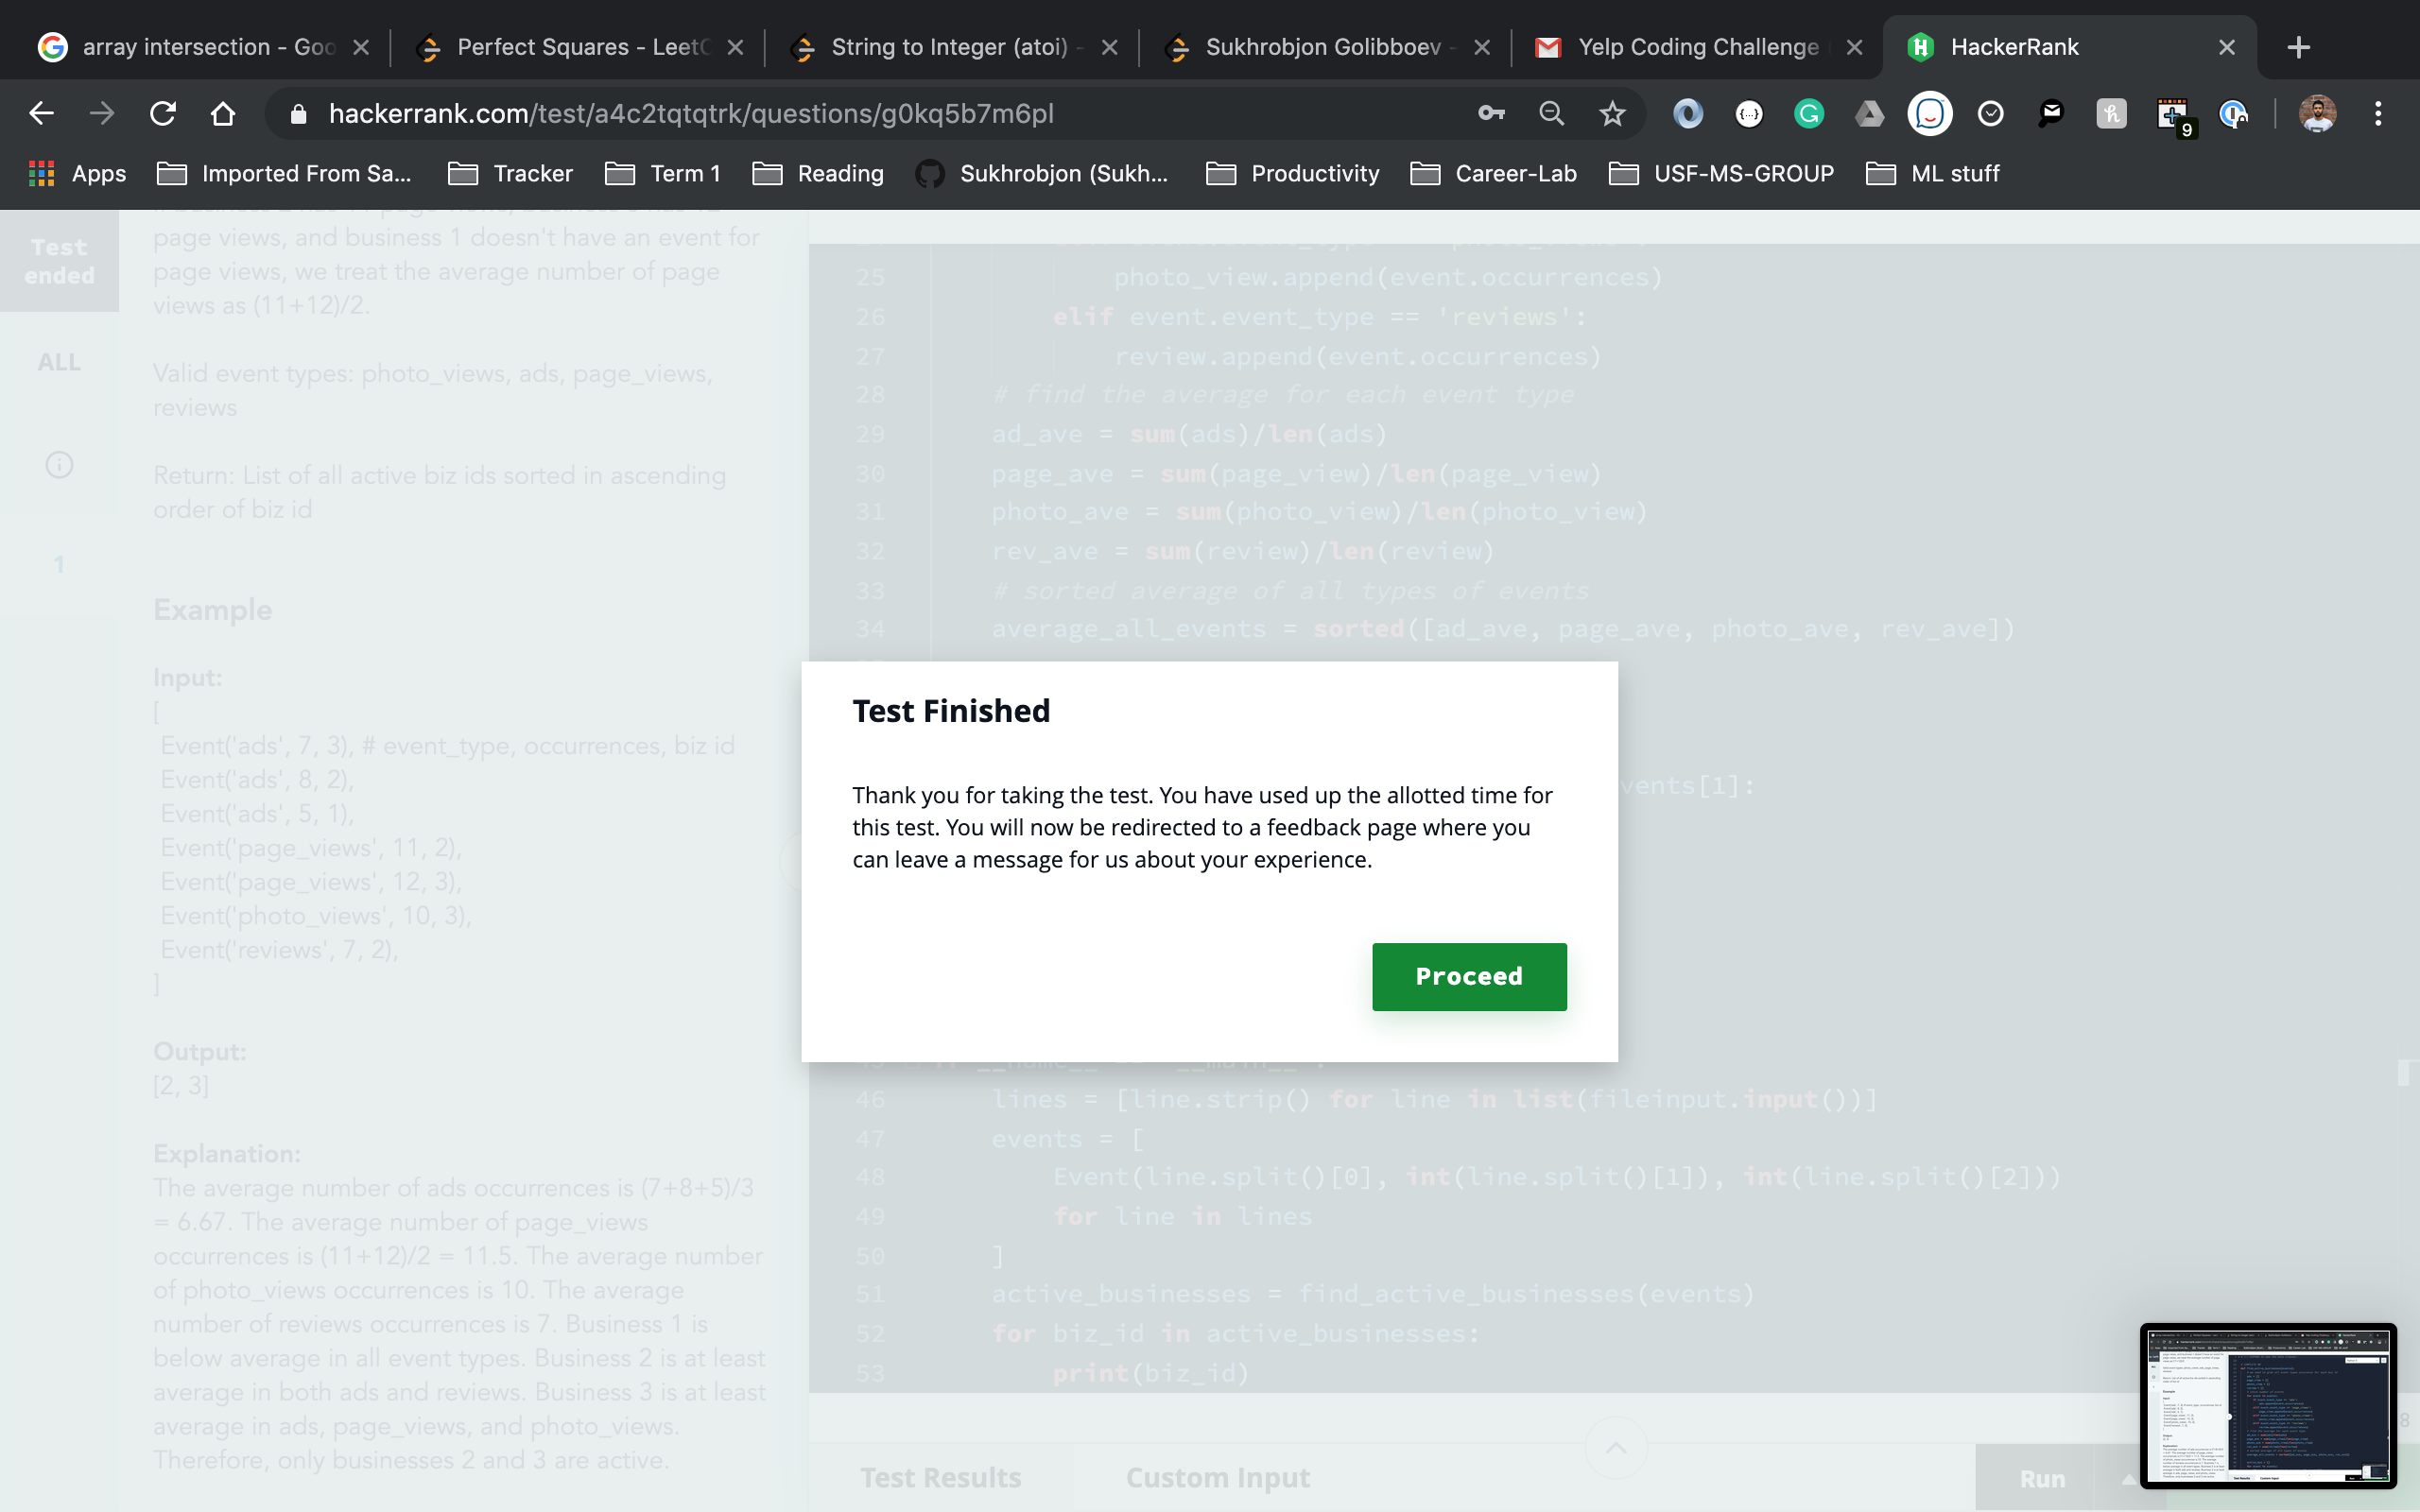 array intersection - Goo
Perfect Squares - LeetC
String to Integer (atoi) -
Sukhrobjon Golibboev -
Yelp Coding Challenge
HackerRank
hackerrank.com/test/a4c2tqtqtrk/questions/g0kq5b7m6pl
9
Apps
Imported From Sa...
Tracker
Term 1
Reading
Sukhrobjon (Sukh...
Productivity
Career-Lab
USF-MS-GROUP
ML stuff
Test
ended
ALL
1
page views, and business 1 doesn't have an event for
page views, we treat the average number of page
views as (11+12)/2.
Valid event types: photo_views, ads, page_views,
reviews
Return: List of all active biz ids sorted in ascending
order of biz id
Example
Input:
[
Event('ads', 7, 3), # event_type, occurrences, biz id
Event('ads', 8, 2),
Event('ads', 5, 1),
Event('page_views', 11, 2),
Event('page_views', 12, 3),
Event('photo_views', 10, 3),
Event('reviews', 7, 2),
]
Output:
[2, 3]
Explanation:
The average number of ads occurrences is (7+8+5)/3
= 6.67. The average number of page_views
occurrences is (11+12)/2 = 11.5. The average number
of photo_views occurrences is 10. The average
number of reviews occurrences is 7. Business 1 is
below average in all event types. Business 2 is at least
average in both ads and reviews. Business 3 is at least
average in ads, page_views, and photo_views.
Therefore, only businesses 2 and 3 are active.
25 photo_view.append(event.occurrences)
26 elif event.event_type == 'reviews':
27 review.append(event.occurrences)
28 # find the average for each event type
29 ad_ave = sum(ads)/len(ads)
30 page_ave = sum(page_view)/len(page_view)
31 photo_ave = sum(photo_view)/len(photo_view)
32 rev_ave = sum(review)/len(review)
33 # sorted average of all types of events
34 average_all_events = sorted([ad_ave, page_ave, photo_ave, rev_ave])
vents[1]:
Test Finished
Thank you for taking the test. You have used up the allotted time for
this test. You will now be redirected to a feedback page where you
can leave a message for us about your experience.
Proceed
46 lines = [line.strip() for line in list(fileinput.input())]
47 events = [
48 Event(line.split()[0], int(line.split()[1]), int(line.split()[2]))
49 for line in lines
50 ]
51 active_businesses = find_active_businesses(events)
52 for biz_id in active_businesses:
53 print(biz_id)
Test Results
Custom Input
Run